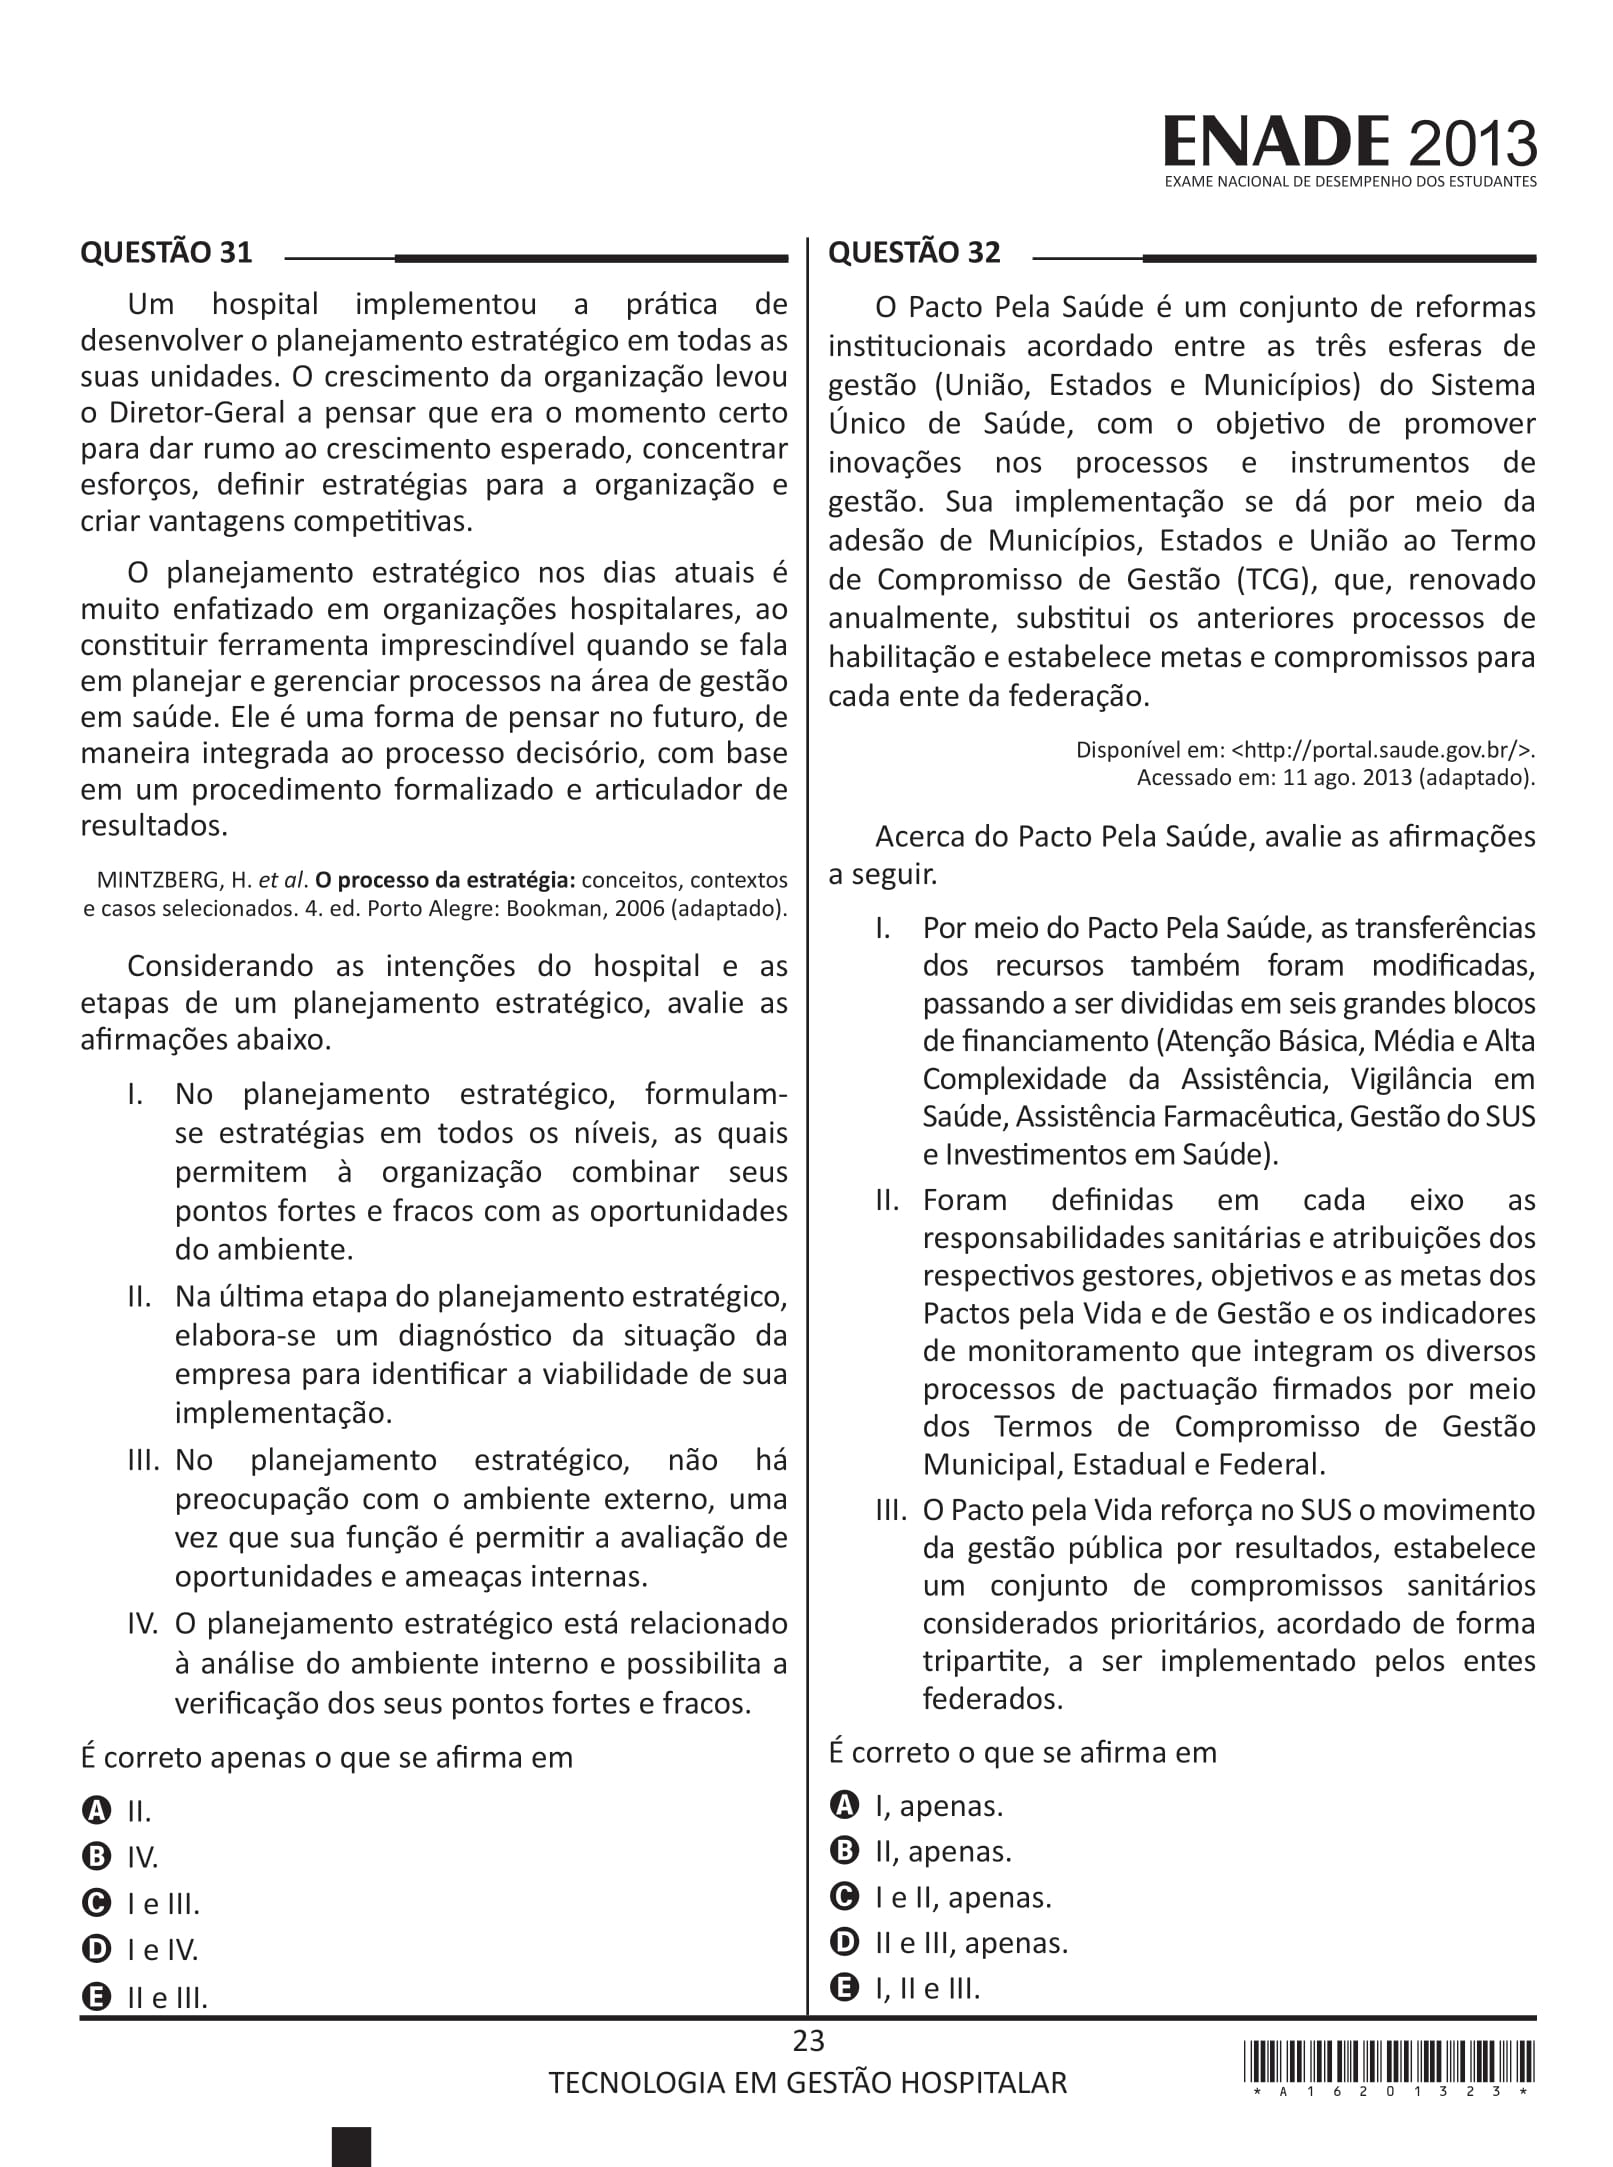 ENADE 2013
EXAME NACIONAL DE DESEMPENHO DOS ESTUDANTES
QUESTÃO 31
Um hospital implementou a prática de
desenvolver o planejamento estratégico em todas as
suas unidades. O crescimento da organização levou
o Diretor-Geral a pensar que era o momento certo
para dar rumo ao crescimento esperado, concentrar
esforços, definir estratégias para a organização e
criar vantagens competitivas.
O planejamento estratégico nos dias atuais é
muito enfatizado em organizações hospitalares, ao
constituir ferramenta imprescindível quando se fala
em planejar e gerenciar processos na área de gestão
em saúde. Ele é uma forma de pensar no futuro, de
maneira integrada ao processo decisório, com base
em um procedimento formalizado e articulador de
resultados.
MINTZBERG, H. et al. O processo da estratégia: conceitos, contextos
e casos selecionados. 4. ed. Porto Alegre: Bookman, 2006 (adaptado).
Considerando as intenções do hospital e as
etapas de um planejamento estratégico, avalie as
afirmações abaixo.
I. No planejamento estratégico, formulam-
se estratégias em todos os níveis, as quais
permitem à organização combinar seus
pontos fortes e fracos com as oportunidades
do ambiente.
II. Na última etapa do planejamento estratégico,
elabora-se um diagnóstico da situação da
empresa para identificar a viabilidade de sua
implementação.
III. No planejamento estratégico, não há
preocupação com o ambiente externo, uma
vez que sua função é permitir a avaliação de
oportunidades e ameaças internas.
IV. O planejamento estratégico está relacionado
à análise do ambiente interno e possibilita a
verificação dos seus pontos fortes e fracos.
É correto apenas o que se afirma em
A II.
B IV.
C I e III.
D I e IV.
E II e III.
QUESTÃO 32
O Pacto Pela Saúde é um conjunto de reformas
institucionais acordado entre as três esferas de
gestão (União, Estados e Municípios) do Sistema
Único de Saúde, com o objetivo de promover
inovações nos processos e instrumentos de
gestão. Sua implementação se dá por meio da
adesão de Municípios, Estados e União ao Termo
de Compromisso de Gestão (TCG), que, renovado
anualmente, substitui os anteriores processos de
habilitação e estabelece metas e compromissos para
cada ente da federação.
Disponível em: <http://portal.saude.gov.br/>.
Acessado em: 11 ago. 2013 (adaptado).
Acerca do Pacto Pela Saúde, avalie as afirmações
a seguir.
I. Por meio do Pacto Pela Saúde, as transferências
dos recursos também foram modificadas,
passando a ser divididas em seis grandes blocos
de financiamento (Atenção Básica, Média e Alta
Complexidade da Assistência, Vigilância em
Saúde, Assistência Farmacêutica, Gestão do SUS
e Investimentos em Saúde).
II. Foram definidas em cada eixo as
responsabilidades sanitárias e atribuições dos
respectivos gestores, objetivos e as metas dos
Pactos pela Vida e de Gestão e os indicadores
de monitoramento que integram os diversos
processos de pactuação firmados por meio
dos Termos de Compromisso de Gestão
Municipal, Estadual e Federal.
III. O Pacto pela Vida reforça no SUS o movimento
da gestão pública por resultados, estabelece
um conjunto de compromissos sanitários
considerados prioritários, acordado de forma
tripartite, a ser implementado pelos entes
federados.
É correto o que se afirma em
A I, apenas.
B II, apenas.
C I e II, apenas.
D II e III, apenas.
E I, II e III.
23
TECNOLOGIA EM GESTÃO HOSPITALAR
* A 1 6 2 0 1 3 2 3 *